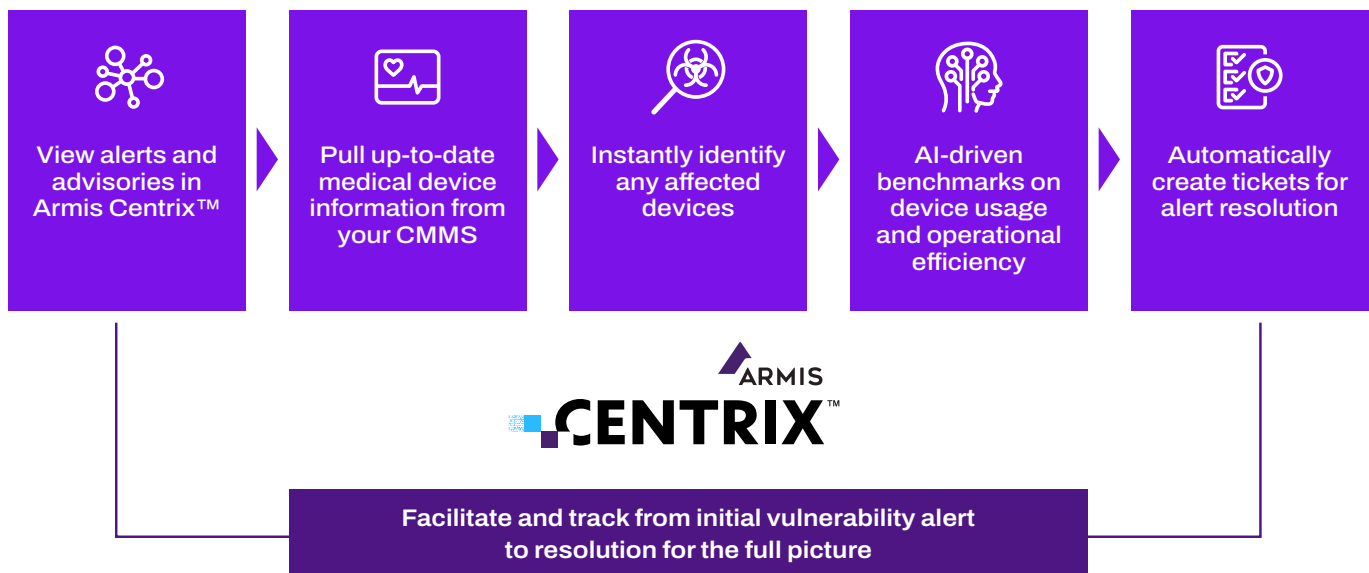 View alerts and
advisories in
Armis Centrix™
Pull up-to-date
medical device
information from
your CMMS
Instantly identify
any affected
devices
AI-driven
benchmarks on
device usage
and operational
efficiency
Automatically
create tickets for
alert resolution
ARMIS
CENTRIX™
Facilitate and track from initial vulnerability alert
to resolution for the full picture